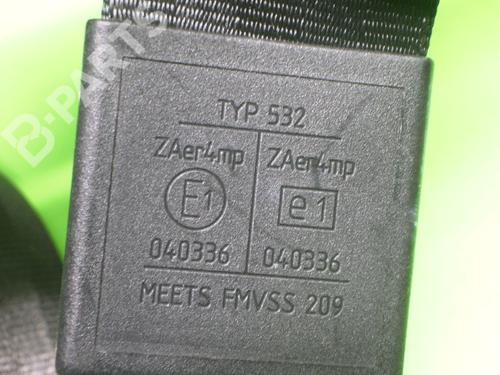 B-PARTS
TYP 532
ZAer4mp ZAer4mp
E1 e1
040336 040336
MEETS FMVSS 209